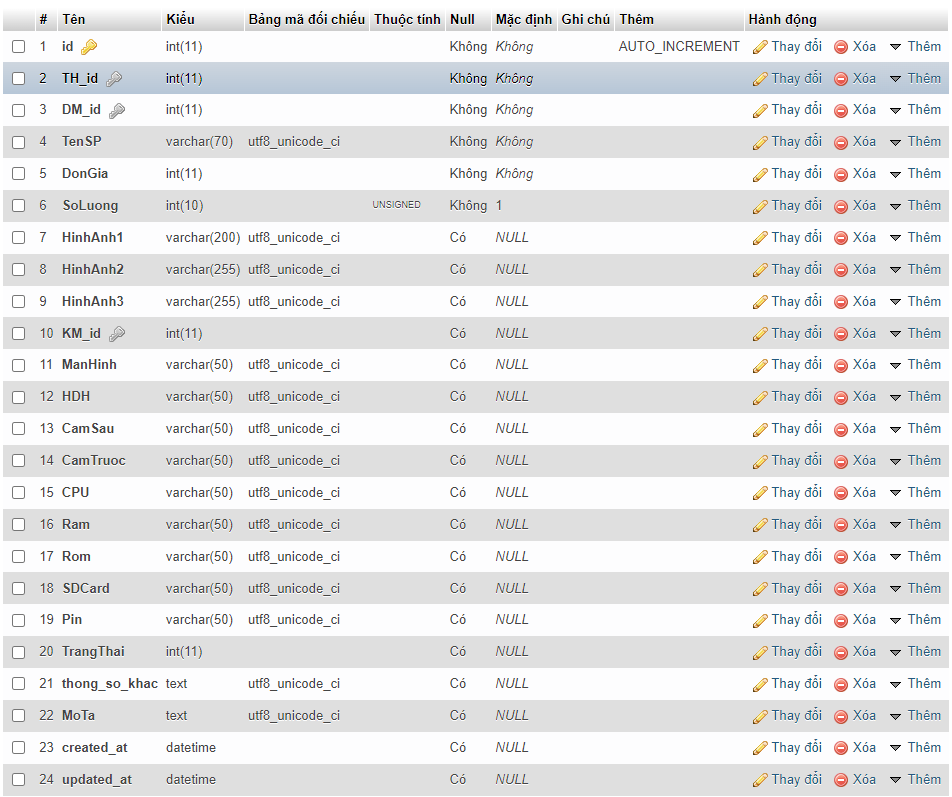 # Tên Kiểu Bảng mã đối chiếu Thuộc tính Null Mặc định Ghi chú Thêm Hành động
1 id int(11) Không Không AUTO_INCREMENT Thay đổi Xóa Thêm
2 TH_id int(11) Không Không Thay đổi Xóa Thêm
3 DM_id int(11) Không Không Thay đổi Xóa Thêm
4 TenSP varchar(70) utf8_unicode_ci Không Không Thay đổi Xóa Thêm
5 DonGia int(11) Không Không Thay đổi Xóa Thêm
6 SoLuong int(10) UNSIGNED Không 1 Thay đổi Xóa Thêm
7 HinhAnh1 varchar(200) utf8_unicode_ci Có NULL Thay đổi Xóa Thêm
8 HinhAnh2 varchar(255) utf8_unicode_ci Có NULL Thay đổi Xóa Thêm
9 HinhAnh3 varchar(255) utf8_unicode_ci Có NULL Thay đổi Xóa Thêm
10 KM_id int(11) Có NULL Thay đổi Xóa Thêm
11 ManHinh varchar(50) utf8_unicode_ci Có NULL Thay đổi Xóa Thêm
12 HDH varchar(50) utf8_unicode_ci Có NULL Thay đổi Xóa Thêm
13 CamSau varchar(50) utf8_unicode_ci Có NULL Thay đổi Xóa Thêm
14 CamTruoc varchar(50) utf8_unicode_ci Có NULL Thay đổi Xóa Thêm
15 CPU varchar(50) utf8_unicode_ci Có NULL Thay đổi Xóa Thêm
16 Ram varchar(50) utf8_unicode_ci Có NULL Thay đổi Xóa Thêm
17 Rom varchar(50) utf8_unicode_ci Có NULL Thay đổi Xóa Thêm
18 SDCard varchar(50) utf8_unicode_ci Có NULL Thay đổi Xóa Thêm
19 Pin varchar(50) utf8_unicode_ci Có NULL Thay đổi Xóa Thêm
20 TrangThai int(11) Có NULL Thay đổi Xóa Thêm
21 thong_so_khac text utf8_unicode_ci Có NULL Thay đổi Xóa Thêm
22 MoTa text utf8_unicode_ci Có NULL Thay đổi Xóa Thêm
23 created_at datetime Có NULL Thay đổi Xóa Thêm
24 updated_at datetime Có NULL Thay đổi Xóa Thêm